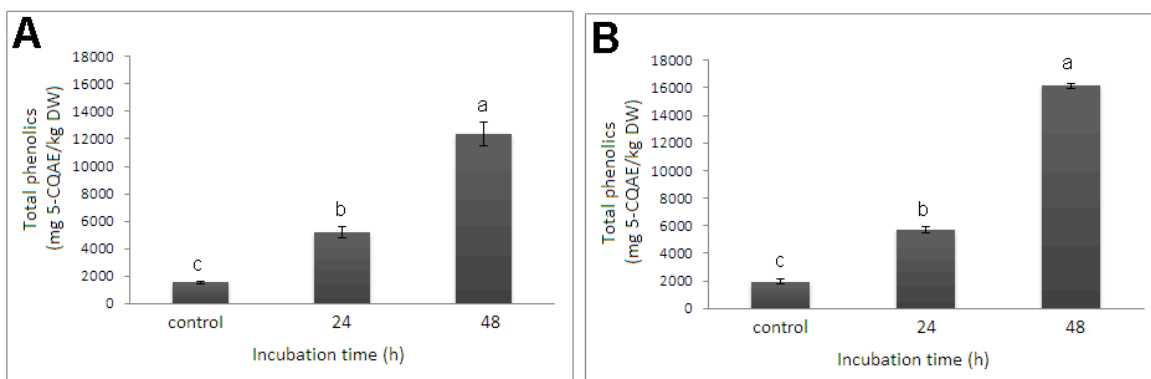 A
Total phenolics
(mg 5-CQAE/kg DW)
18000
16000
14000
12000
10000
8000
6000
4000
2000
0
c
b
a
control 24 48
Incubation time (h)
B
Total phenolics
(mg 5-CQAE/kg DW)
18000
16000
14000
12000
10000
8000
6000
4000
2000
0
c
b
a
control 24 48
Incubation time (h)